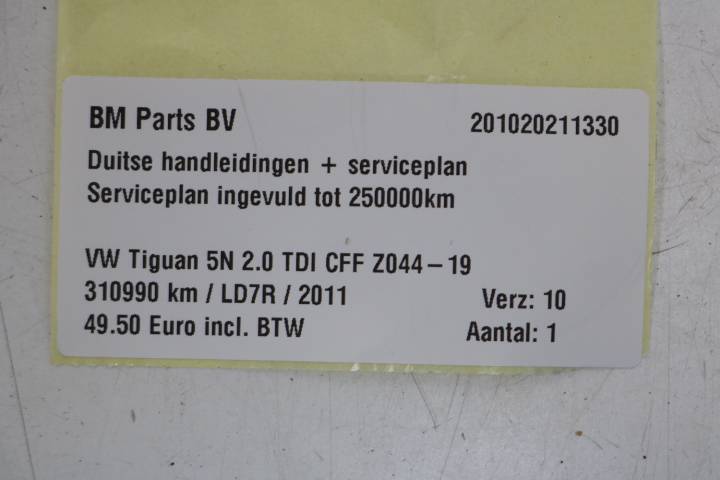 BM Parts BV 201020211330
Duitse handleidingen + serviceplan
Serviceplan ingevuld tot 250000km
VW Tiguan 5N 2.0 TDI CFF Z044-19
310990 km / LD7R / 2011 Verz: 10
49.50 Euro incl. BTW Aantal: 1